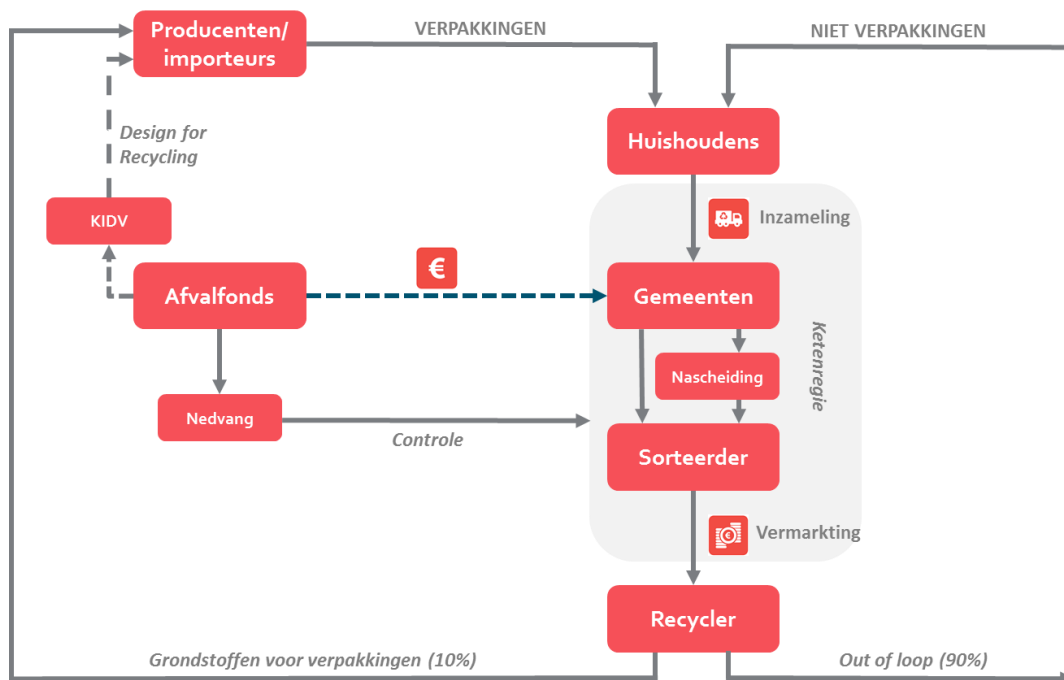 Producenten/
importeurs
VERPAKKINGEN
NIET VERPAKKINGEN
Design for
Recycling
Huishoudens
KIDV
Inzameling
€
Afvalfonds
Gemeenten
Ketenregie
Nascheiding
Nedvang
Controle
Sorteerder
Vermarkting
Recycler
Grondstoffen voor verpakkingen (10%)
Out of loop (90%)